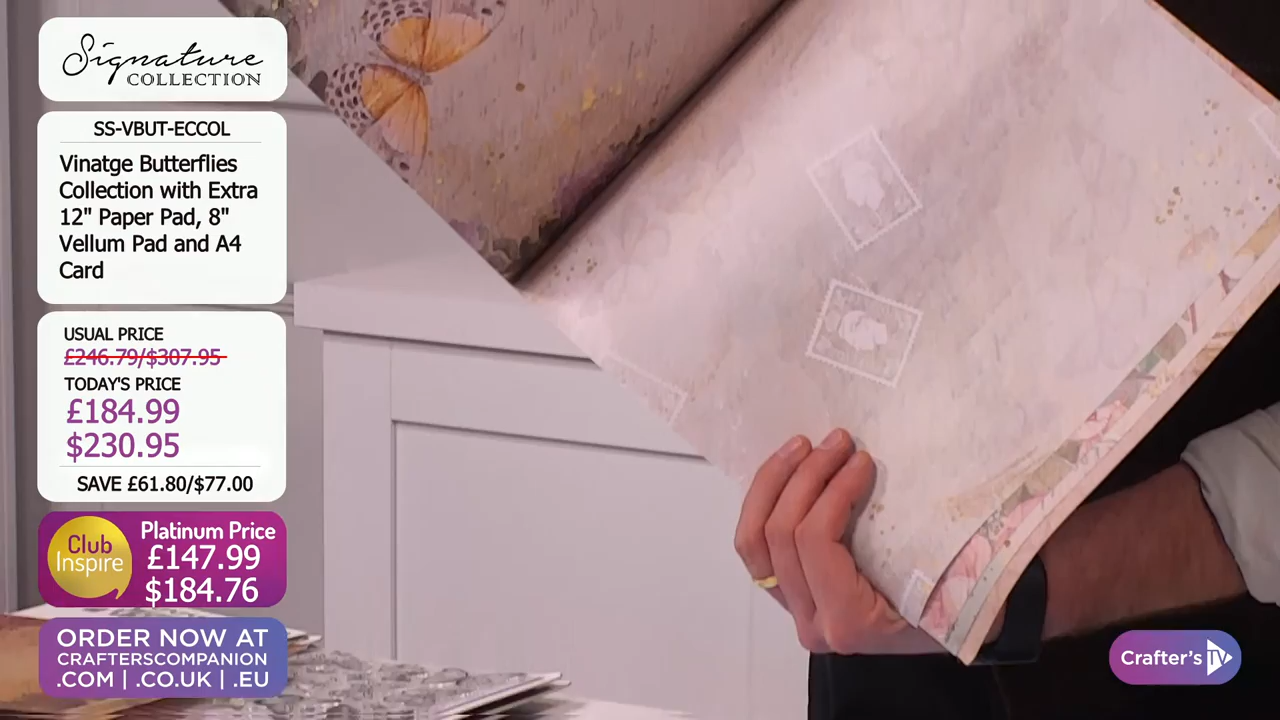 Signature
COLLECTION
SS-VBUT-ECCOL
Vinatge Butterflies
Collection with Extra
12" Paper Pad, 8"
Vellum Pad and A4
Card
USUAL PRICE
£246.79/$307.95
TODAY'S PRICE
£184.99
$230.95
SAVE £61.80/$77.00
Club
Inspire
Platinum Price
£147.99
$184.76
ORDER NOW AT
CRAFTERSCOMPANION
.COM | .CO.UK | .EU
Crafter's TV